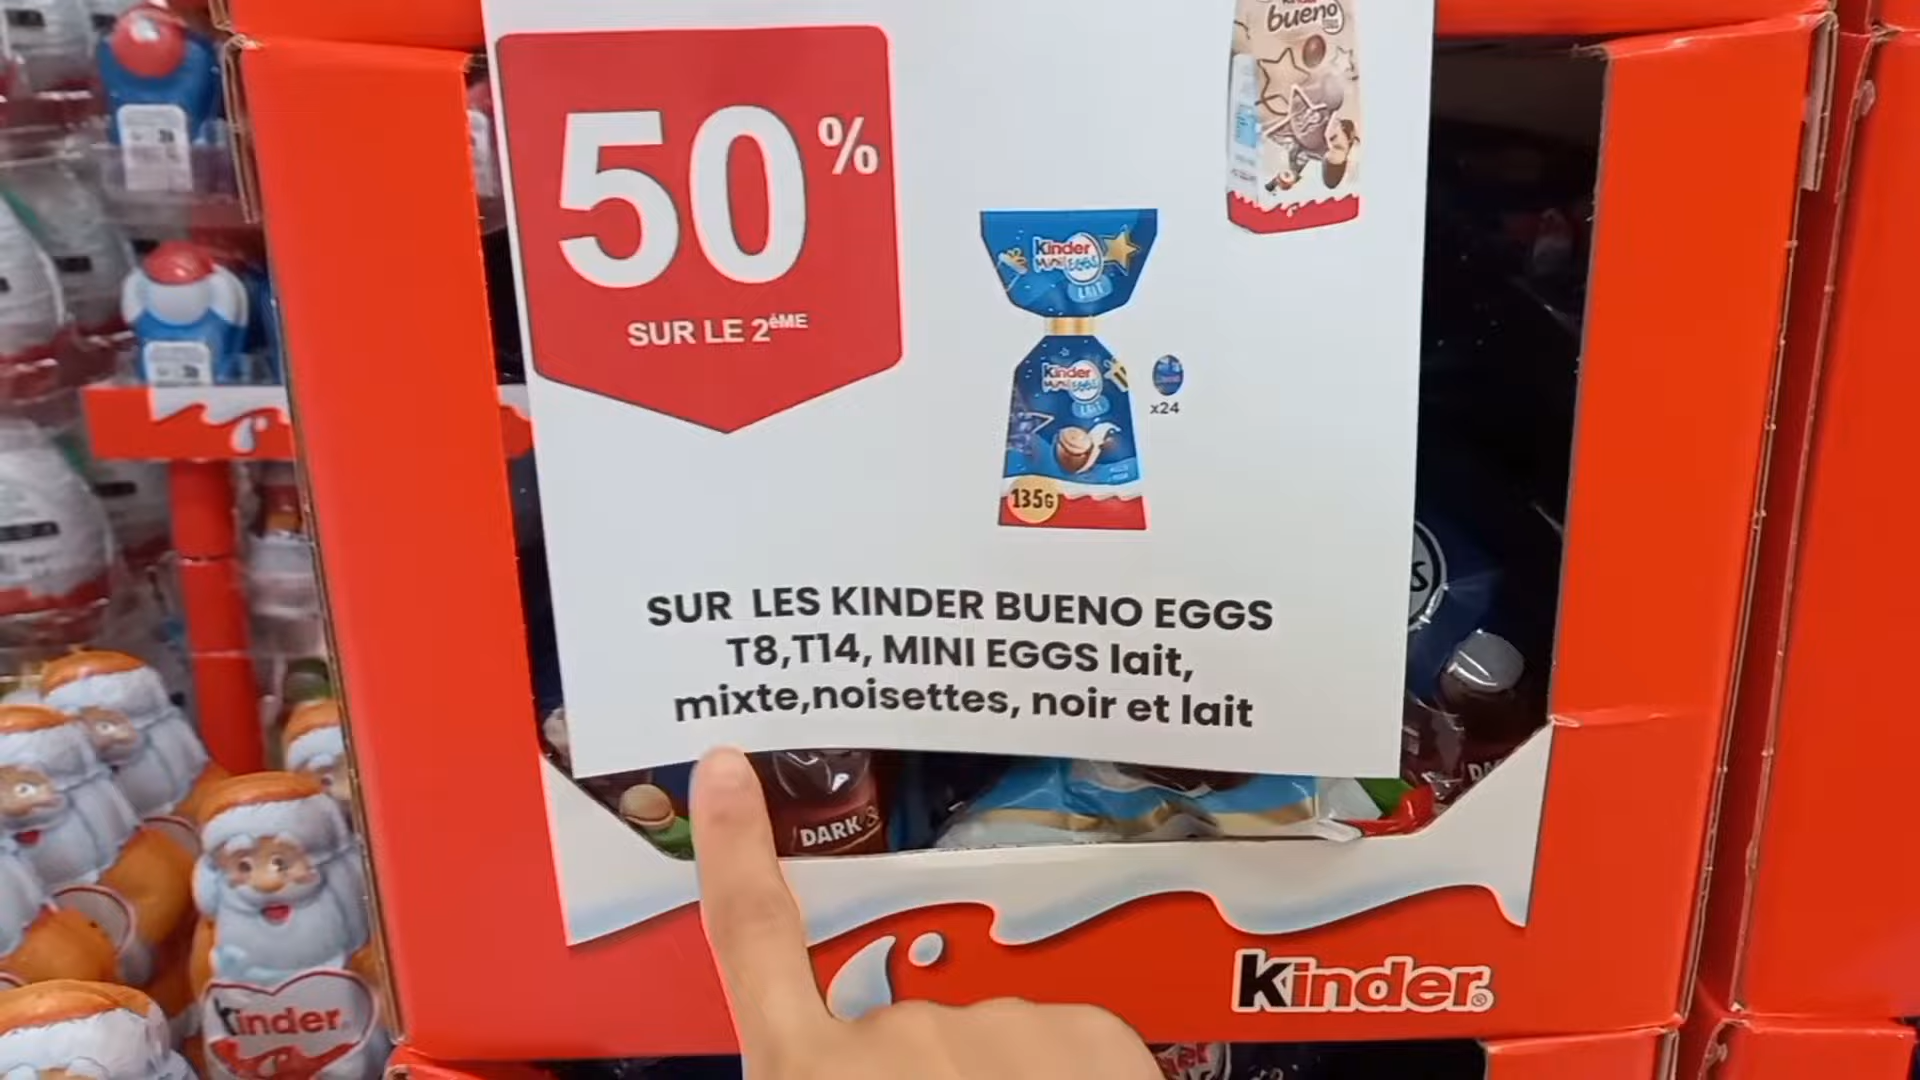 Kinder
bueno
EGGS
50%
SUR LE 2èME
Kinder
Mini EGGS
LAIT
Kinder
Mini EGGS
LAIT
x24
135G
SUR LES KINDER BUENO EGGS
T8,T14, MINI EGGS lait,
mixte,noisettes, noir et lait
DARK &
Kinder
Kinder